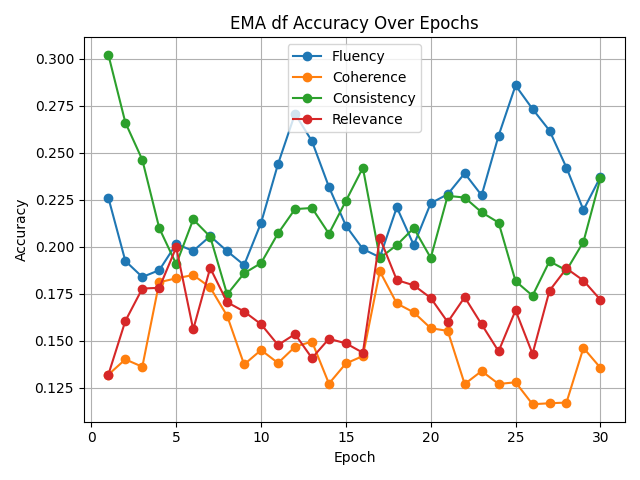 EMA df Accuracy Over Epochs
Fluency
Coherence
Consistency
Relevance
Accuracy
0.300
0.275
0.250
0.225
0.200
0.175
0.150
0.125
0 5 10 15 20 25 30
Epoch